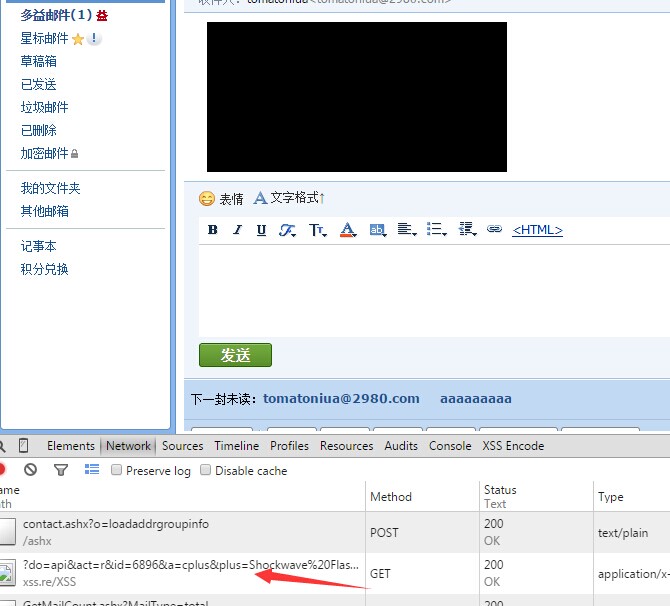 多益邮件(1)
星标邮件
草稿箱
已发送
垃圾邮件
已删除
加密邮件
我的文件夹
其他邮箱
记事本
积分兑换
收件人：tomatoniua<tomatoniua@2980.com>
表情 A 文字格式↑
B I U F Tt A ab <HTML>
发送
下一封未读：tomatoniua@2980.com aaaaaaaaa
Elements Network Sources Timeline Profiles Resources Audits Console XSS Encode
Preserve log Disable cache
ame Method Status Type
ath Text
contact.ashx?o=loadaddrgroupinfo POST 200 text/plain
/ashx OK
?do=api&act=r&id=6896&a=cplus&plus=Shockwave%20Flas... GET 200 application/x-
xss.re/XSS OK
GetMailCount.ashx?MailType=total 200